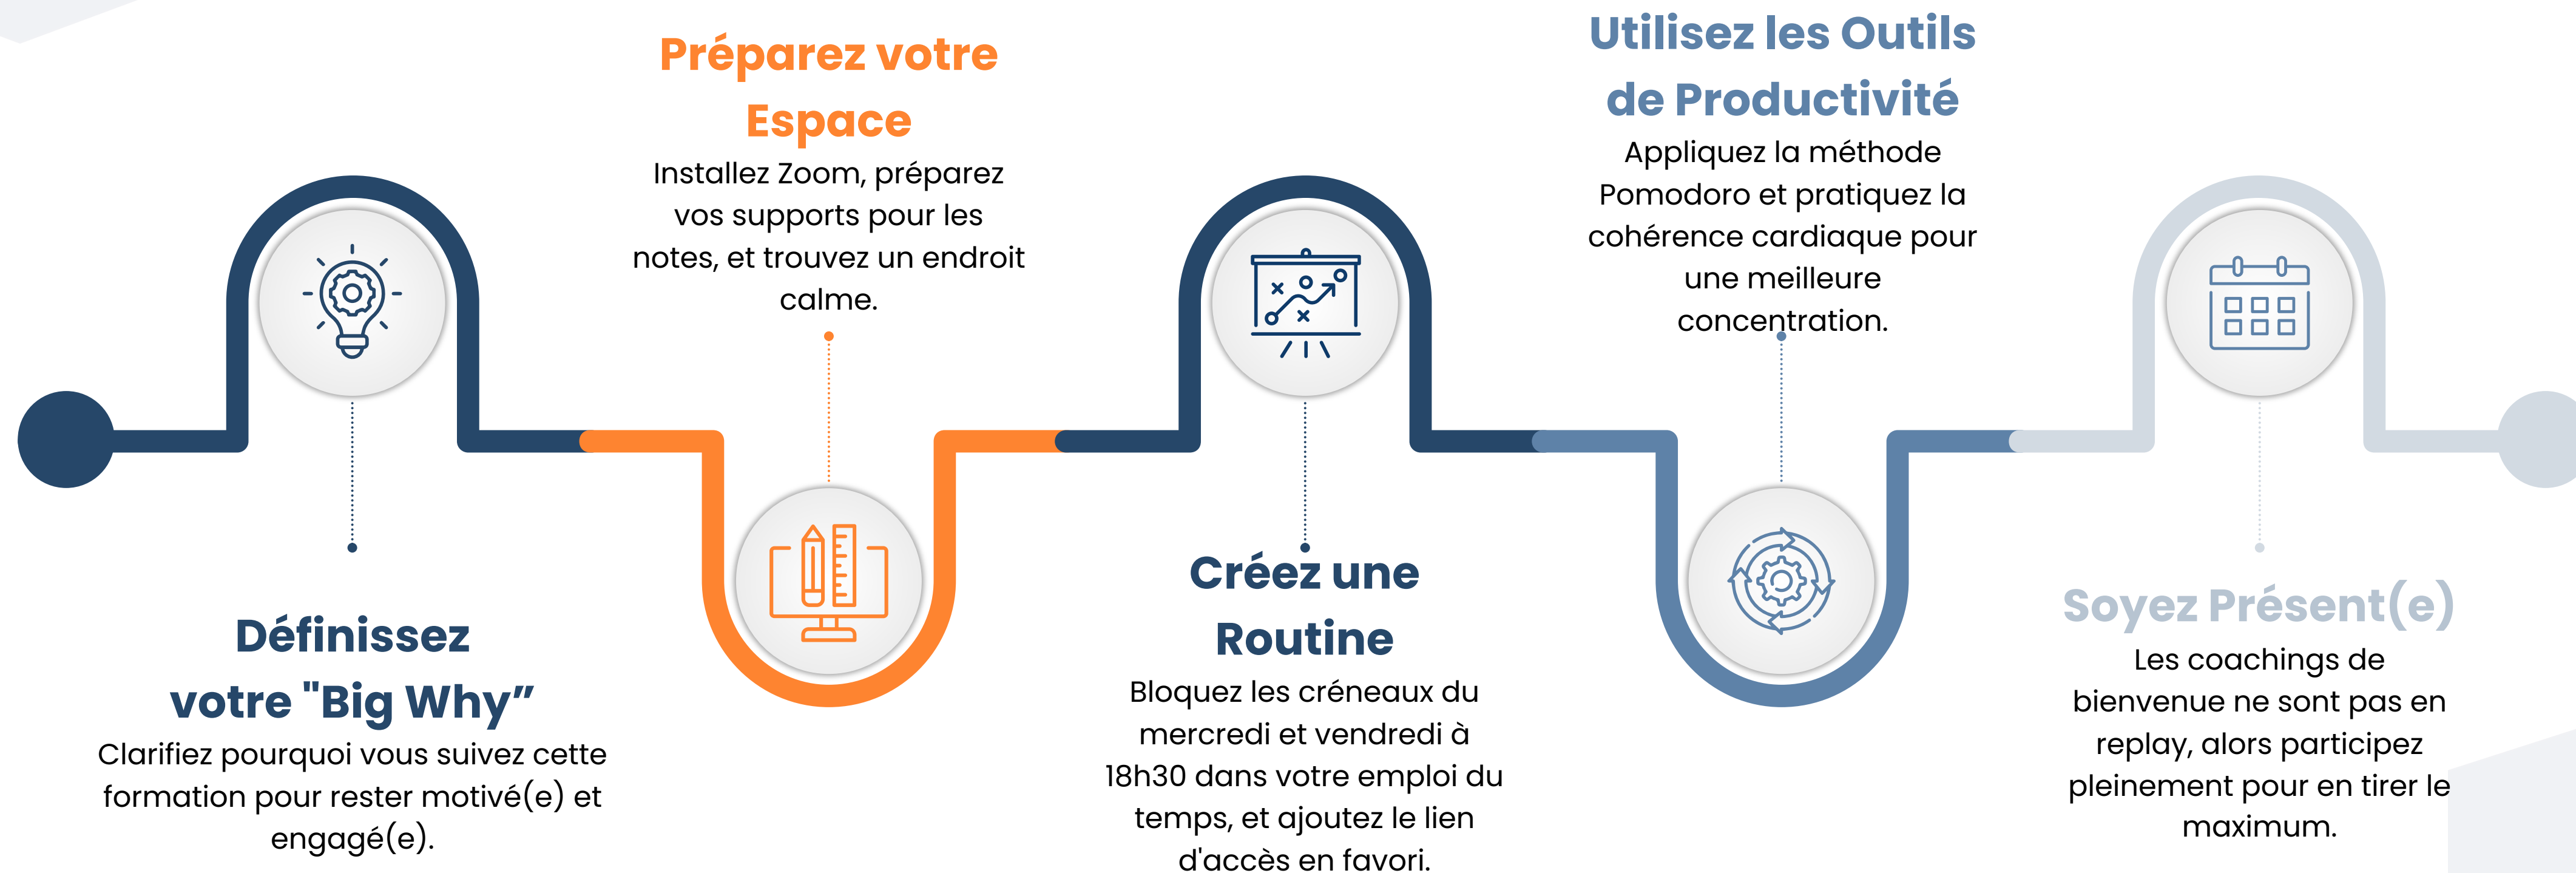 Définissez
votre "Big Why”
Clarifiez pourquoi vous suivez cette
formation pour rester motivé(e) et
engagé(e).
Préparez votre
Espace
Installez Zoom, préparez
vos supports pour les
notes, et trouvez un endroit
calme.
Créez une
Routine
Bloquez les créneaux du
mercredi et vendredi à
18h30 dans votre emploi du
temps, et ajoutez le lien
d'accès en favori.
Utilisez les Outils
de Productivité
Appliquez la méthode
Pomodoro et pratiquez la
cohérence cardiaque pour
une meilleure
concentration.
Soyez Présent(e)
Les coachings de
bienvenue ne sont pas en
replay, alors participez
pleinement pour en tirer le
maximum.